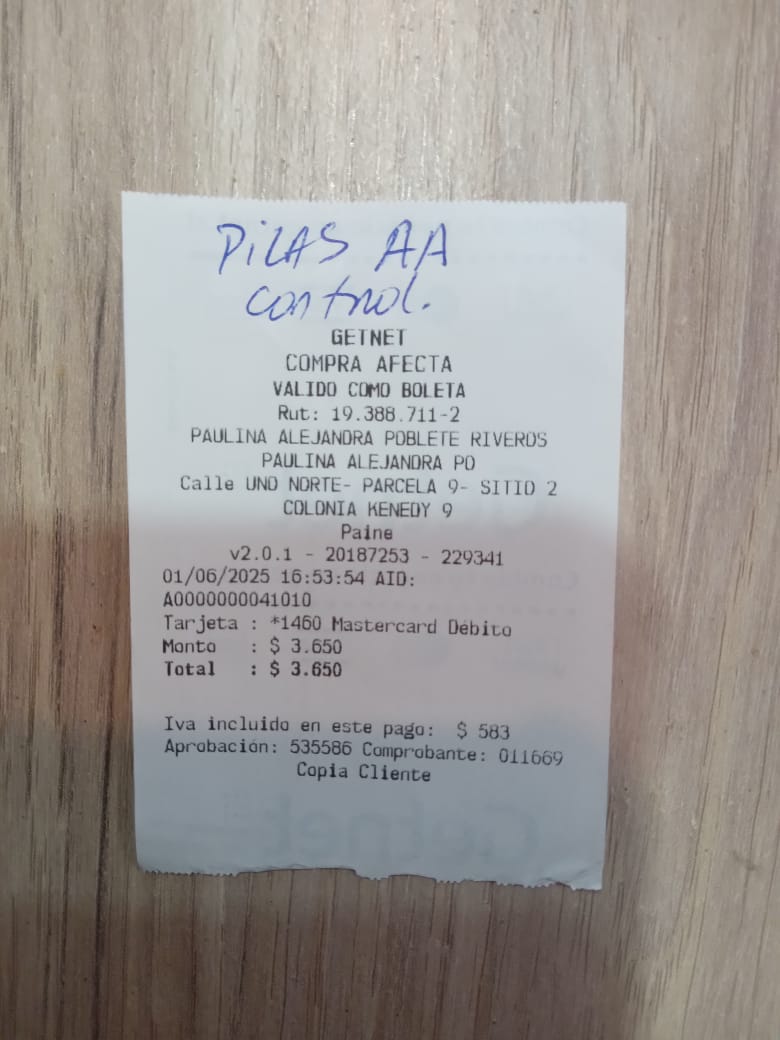 PILAS AA
control.
GETNET
COMPRA AFECTA
VALIDO COMO BOLETA
Rut: 19.388.711-2
PAULINA ALEJANDRA POBLETE RIVEROS
PAULINA ALEJANDRA PO
Calle UNO NORTE- PARCELA 9- SITIO 2
COLONIA KENEDY 9
Paine
v2.0.1 - 20187253 - 229341
01/06/2025 16:53:54 AID:
A0000000041010
Tarjeta : *1460 Mastercard Débito
Monto : $ 3.650
Total : $ 3.650
Iva incluido en este pago: $ 583
Aprobación: 535586 Comprobante: 011669
Copia Cliente
Getnet